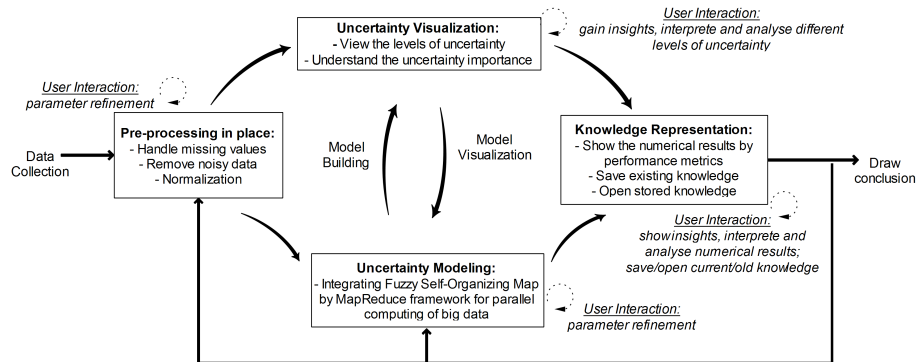 Uncertainty Visualization:
- View the levels of uncertainty
- Understand the uncertainty importance
User Interaction:
gain insights, interprete and analyse different
levels of uncertainty
User Interaction:
parameter refinement
Pre-processing in place:
- Handle missing values
- Remove noisy data
- Normalization
Data
Collection
Model
Building
Model
Visualization
Knowledge Representation:
- Show the numerical results by
performance metrics
- Save existing knowledge
- Open stored knowledge
Draw
conclusion
User Interaction:
showinsights, interprete and
analyse numerical results;
save/open current/old knowledge
Uncertainty Modeling:
- Integrating Fuzzy Self-Organizing Map
by MapReduce framework for parallel
computing of big data
User Interaction:
parameter refinement